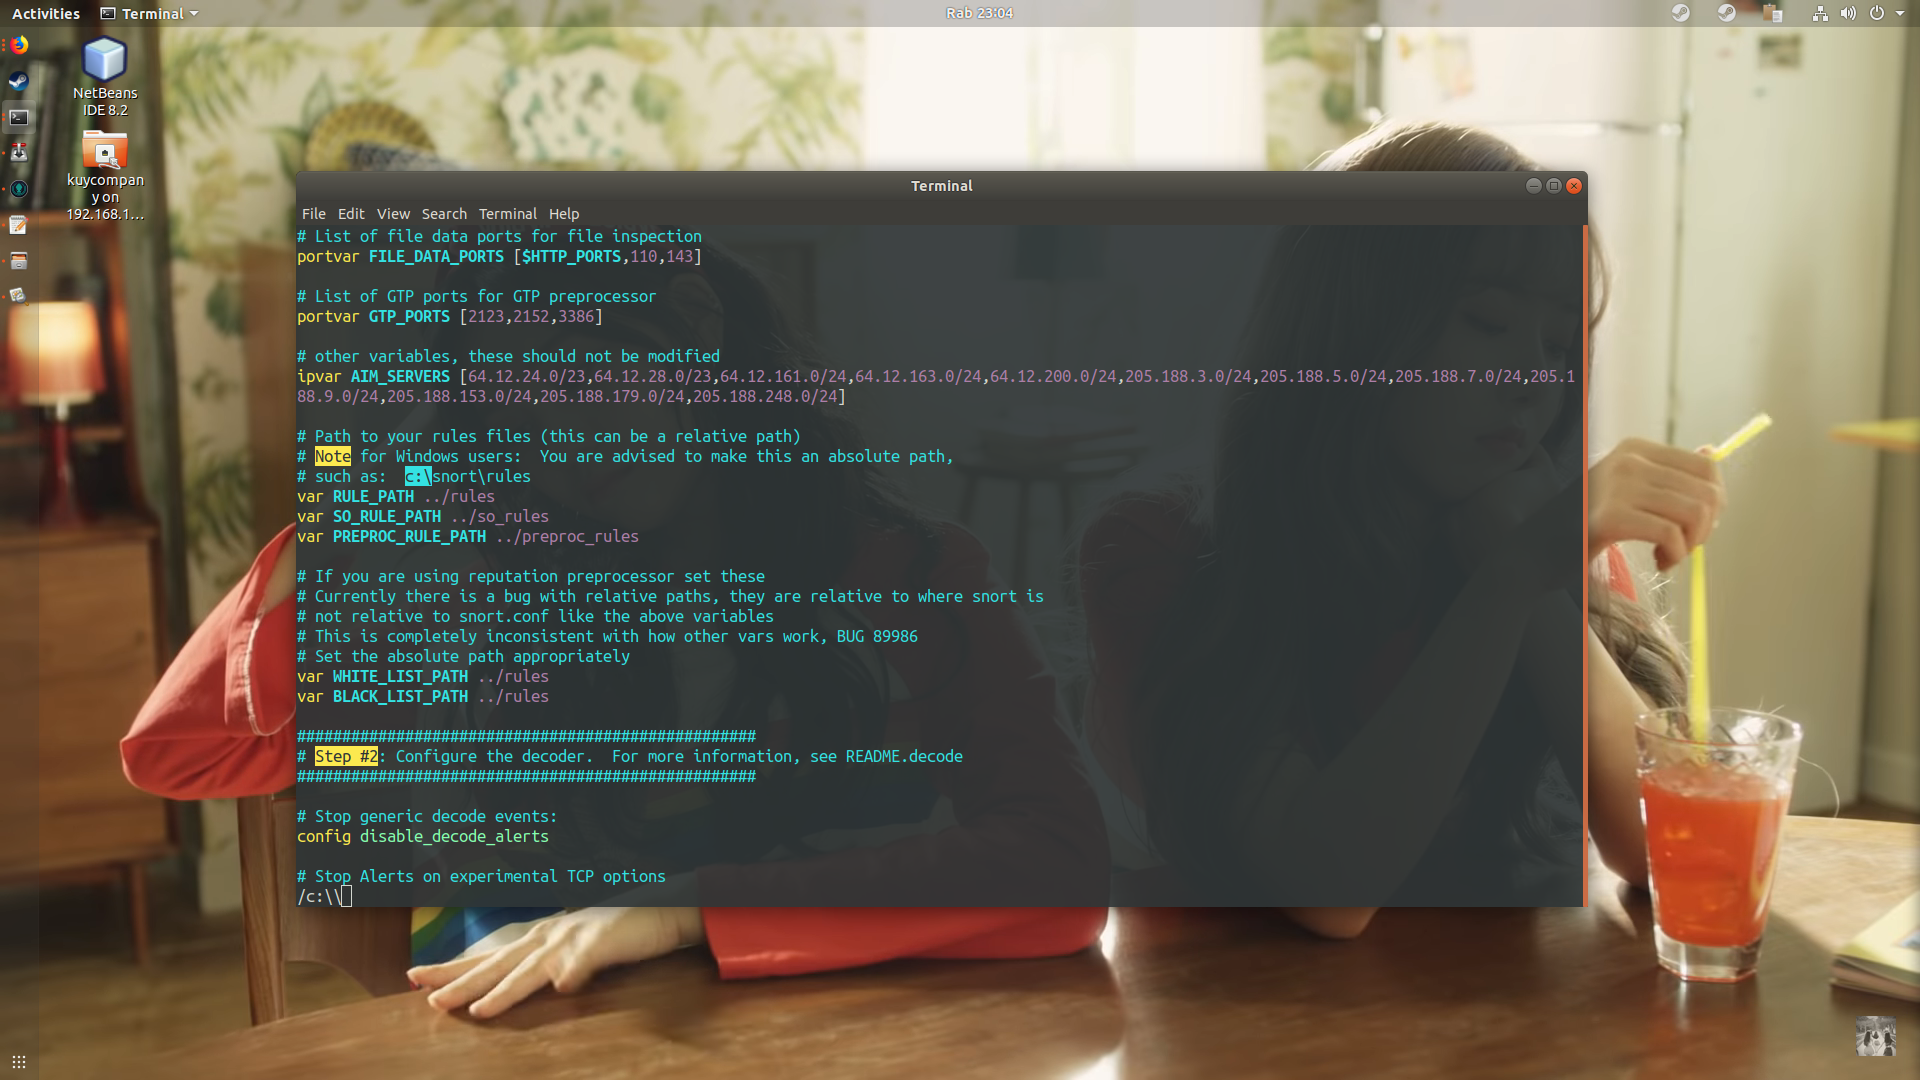 Activities
Terminal
Rab 23:04
NetBeans
IDE 8.2
kuycompan
y on
192.168.1…
Terminal
File Edit View Search Terminal Help
# List of file data ports for file inspection
portvar FILE_DATA_PORTS [$HTTP_PORTS,110,143]
# List of GTP ports for GTP preprocessor
portvar GTP_PORTS [2123,2152,3386]
# other variables, these should not be modified
ipvar AIM_SERVERS [64.12.24.0/23,64.12.28.0/23,64.12.161.0/24,64.12.163.0/24,64.12.200.0/24,205.188.3.0/24,205.188.5.0/24,205.188.7.0/24,205.1
88.9.0/24,205.188.153.0/24,205.188.179.0/24,205.188.248.0/24]
# Path to your rules files (this can be a relative path)
# Note for Windows users:  You are advised to make this an absolute path,
# such as:  c:\snort\rules
var RULE_PATH ../rules
var SO_RULE_PATH ../so_rules
var PREPROC_RULE_PATH ../preproc_rules
# If you are using reputation preprocessor set these
# Currently there is a bug with relative paths, they are relative to where snort is
# not relative to snort.conf like the above variables
# This is completely inconsistent with how other vars work, BUG 89986
# Set the absolute path appropriately
var WHITE_LIST_PATH ../rules
var BLACK_LIST_PATH ../rules
###################################################
# Step #2: Configure the decoder.  For more information, see README.decode
###################################################
# Stop generic decode events:
config disable_decode_alerts
# Stop Alerts on experimental TCP options
/c:\\